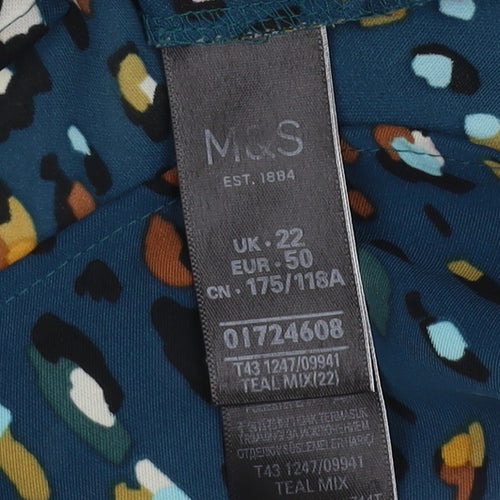 M&S
EST. 1884
UK · 22
EUR · 50
CN · 175/118A
01724608
T43 1247/09941
TEAL MIX(22)
T43 1247/09941
TEAL MIX